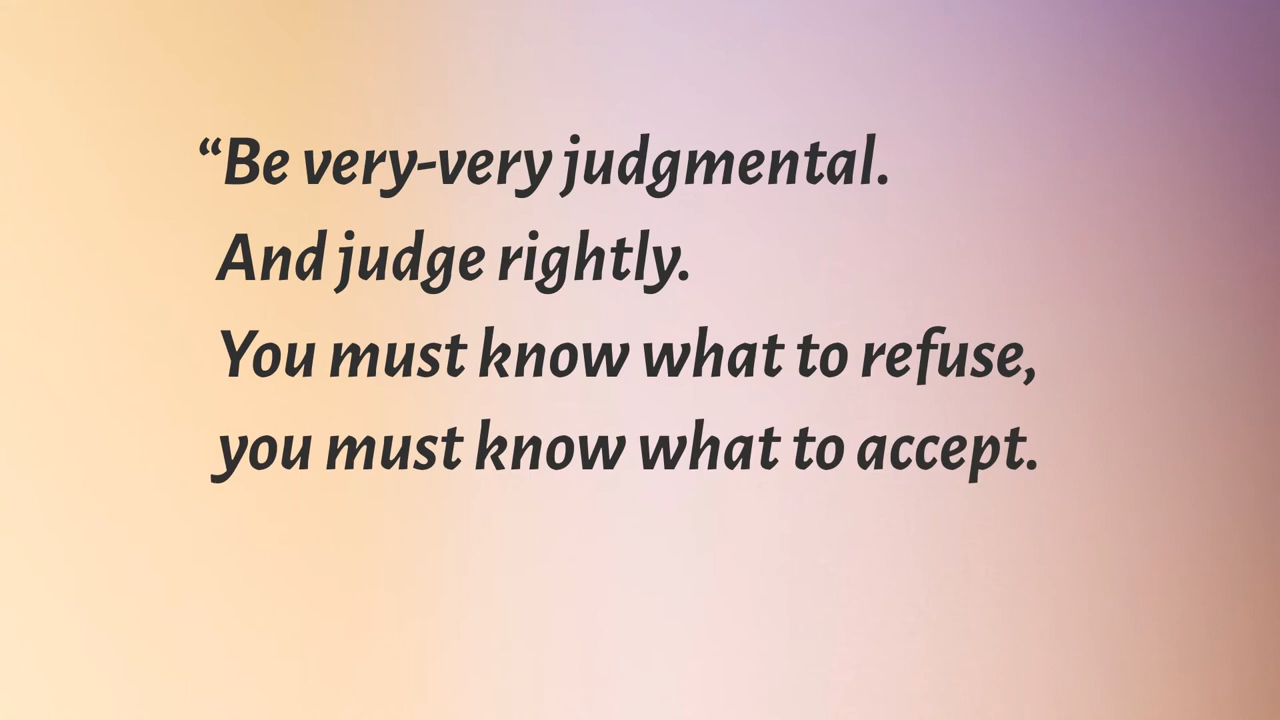 “Be very-very judgmental.
And judge rightly.
You must know what to refuse,
you must know what to accept.